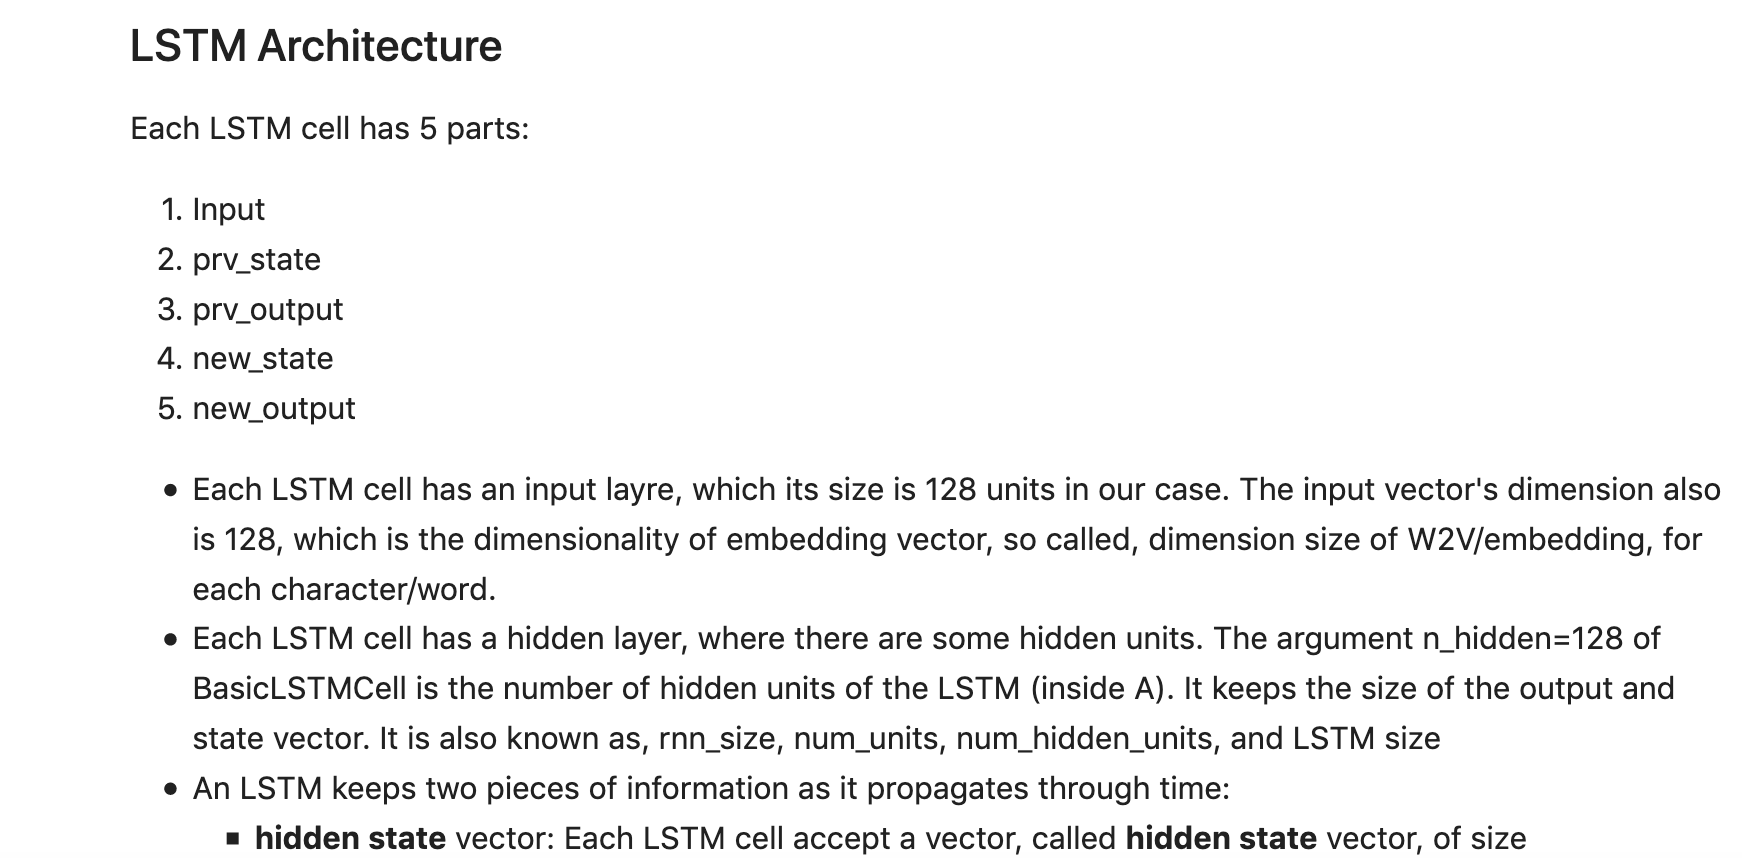 LSTM Architecture
Each LSTM cell has 5 parts:
1. Input
2. prv_state
3. prv_output
4. new_state
5. new_output
• Each LSTM cell has an input layre, which its size is 128 units in our case. The input vector's dimension also
is 128, which is the dimensionality of embedding vector, so called, dimension size of W2V/embedding, for
each character/word.
• Each LSTM cell has a hidden layer, where there are some hidden units. The argument n_hidden=128 of
BasicLSTMCell is the number of hidden units of the LSTM (inside A). It keeps the size of the output and
state vector. It is also known as, rnn_size, num_units, num_hidden_units, and LSTM size
• An LSTM keeps two pieces of information as it propagates through time:
▪ hidden state vector: Each LSTM cell accept a vector, called hidden state vector, of size